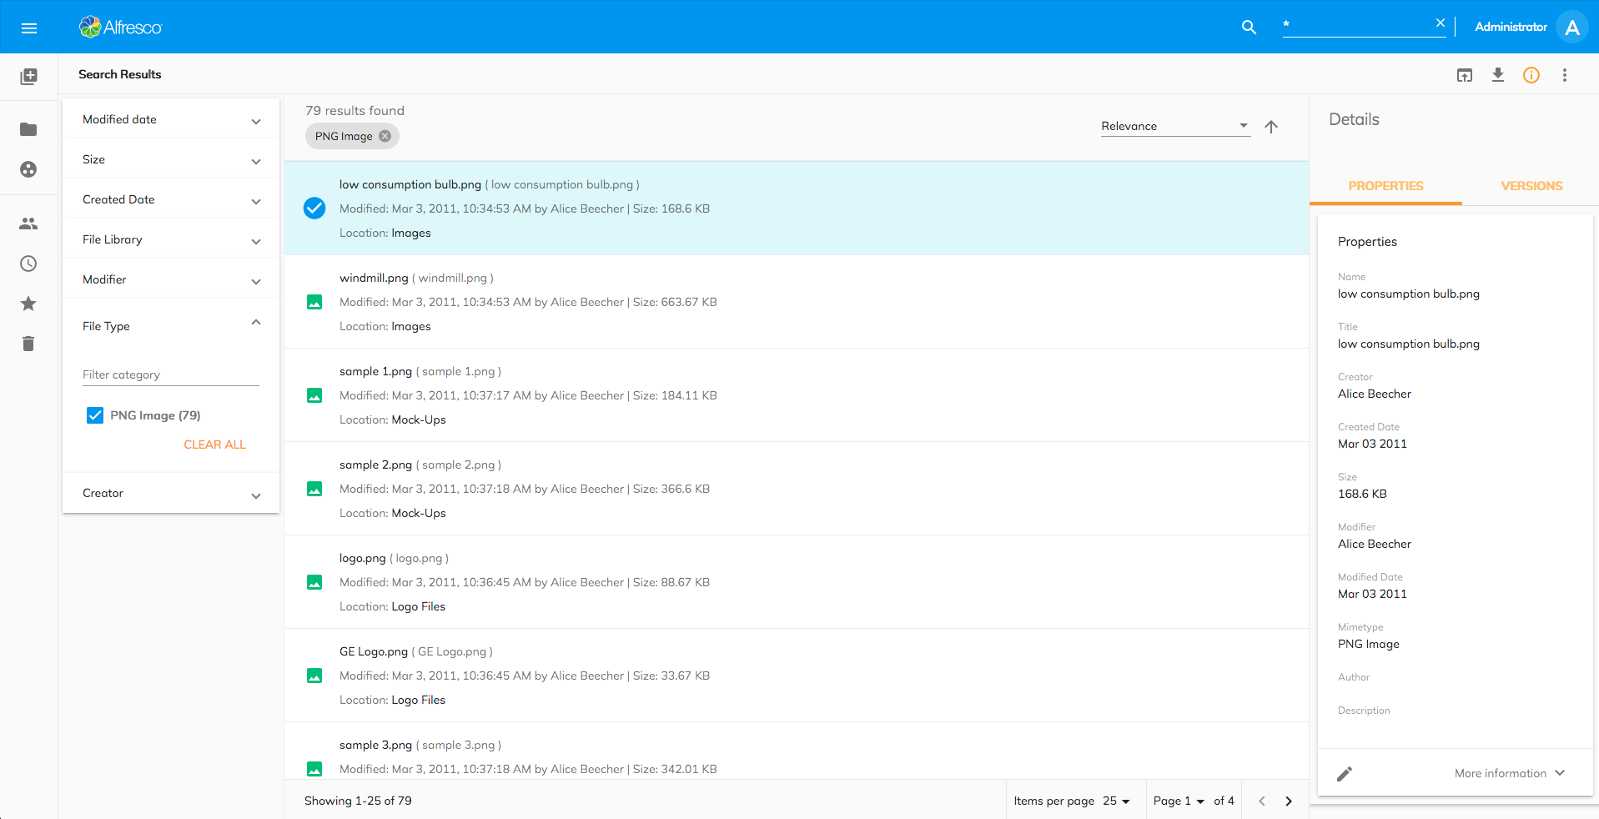 Alfresco
*
Administrator
A
Search Results
Modified date
Size
Created Date
File Library
Modifier
File Type
Filter category
PNG Image (79)
CLEAR ALL
Creator
79 results found
PNG Image
Relevance
low consumption bulb.png ( low consumption bulb.png )
Modified: Mar 3, 2011, 10:34:53 AM by Alice Beecher | Size: 168.6 KB
Location: Images
windmill.png ( windmill.png )
Modified: Mar 3, 2011, 10:34:53 AM by Alice Beecher | Size: 663.67 KB
Location: Images
sample 1.png ( sample 1.png )
Modified: Mar 3, 2011, 10:37:17 AM by Alice Beecher | Size: 184.11 KB
Location: Mock-Ups
sample 2.png ( sample 2.png )
Modified: Mar 3, 2011, 10:37:18 AM by Alice Beecher | Size: 366.6 KB
Location: Mock-Ups
logo.png ( logo.png )
Modified: Mar 3, 2011, 10:36:45 AM by Alice Beecher | Size: 88.67 KB
Location: Logo Files
GE Logo.png ( GE Logo.png )
Modified: Mar 3, 2011, 10:36:45 AM by Alice Beecher | Size: 33.67 KB
Location: Logo Files
sample 3.png ( sample 3.png )
Modified: Mar 3, 2011, 10:37:18 AM by Alice Beecher | Size: 342.01 KB
Showing 1-25 of 79
Items per page 25
Page 1 of 4
Details
PROPERTIES
VERSIONS
Properties
Name
low consumption bulb.png
Title
low consumption bulb.png
Creator
Alice Beecher
Created Date
Mar 03 2011
Size
168.6 KB
Modifier
Alice Beecher
Modified Date
Mar 03 2011
Mimetype
PNG Image
Author
Description
More information